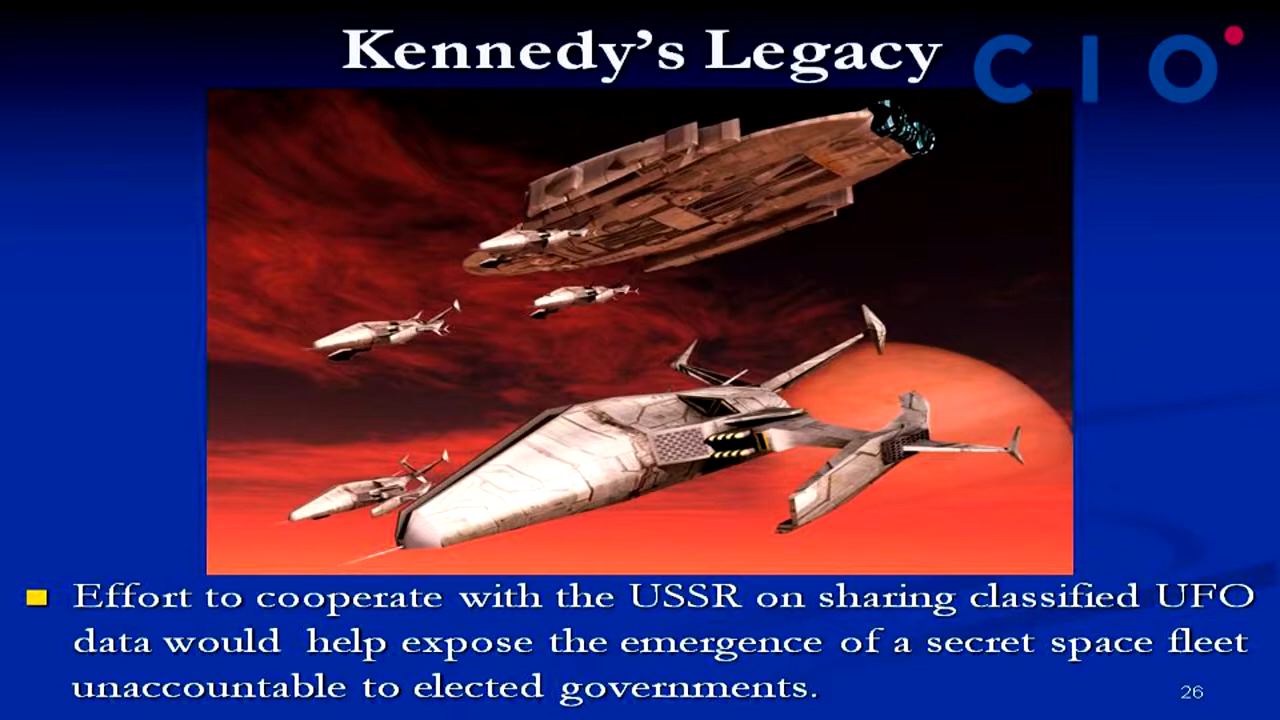 Kennedy’s Legacy
CIO
Effort to cooperate with the USSR on sharing classified UFO
data would help expose the emergence of a secret space fleet
unaccountable to elected governments.
26